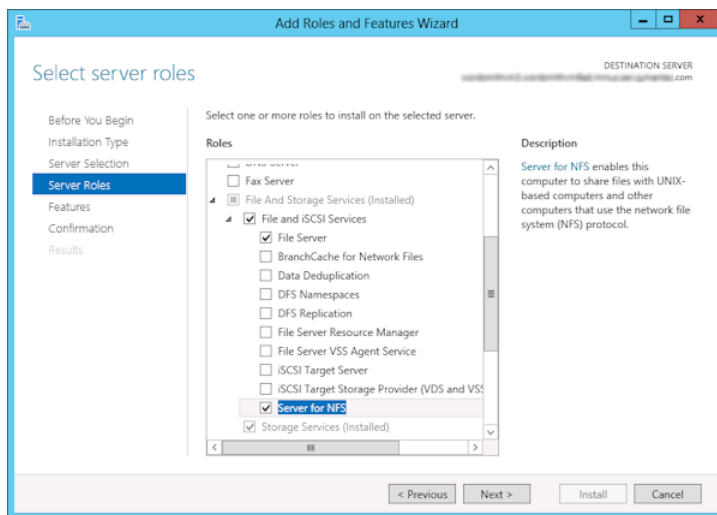 Add Roles and Features Wizard
Select server roles
DESTINATION SERVER
.com
Before You Begin
Installation Type
Server Selection
Server Roles
Features
Confirmation
Results
Select one or more roles to install on the selected server.
Roles
Fax Server
File And Storage Services (Installed)
File and iSCSI Services
File Server
BranchCache for Network Files
Data Deduplication
DFS Namespaces
DFS Replication
File Server Resource Manager
File Server VSS Agent Service
iSCSI Target Server
iSCSI Target Storage Provider (VDS and VSS
Server for NFS
Storage Services (Installed)
Description
Server for NFS enables this
computer to share files with UNIX-
based computers and other
computers that use the network file
system (NFS) protocol.
< Previous
Next >
Install
Cancel